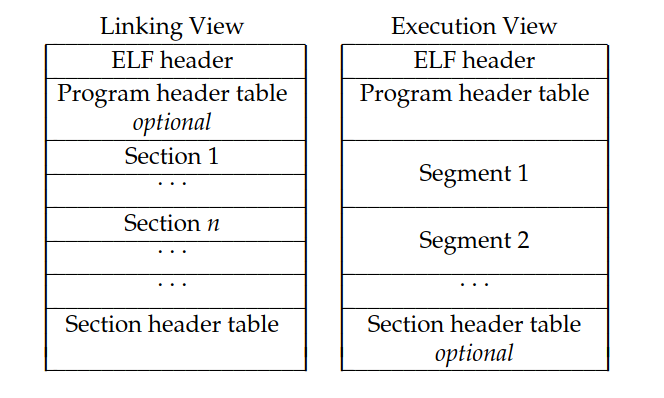 Linking View
ELF header
Program header table
optional
Section 1
. . .
Section n
. . .
. . .
Section header table
Execution View
ELF header
Program header table
Segment 1
Segment 2
. . .
Section header table
optional